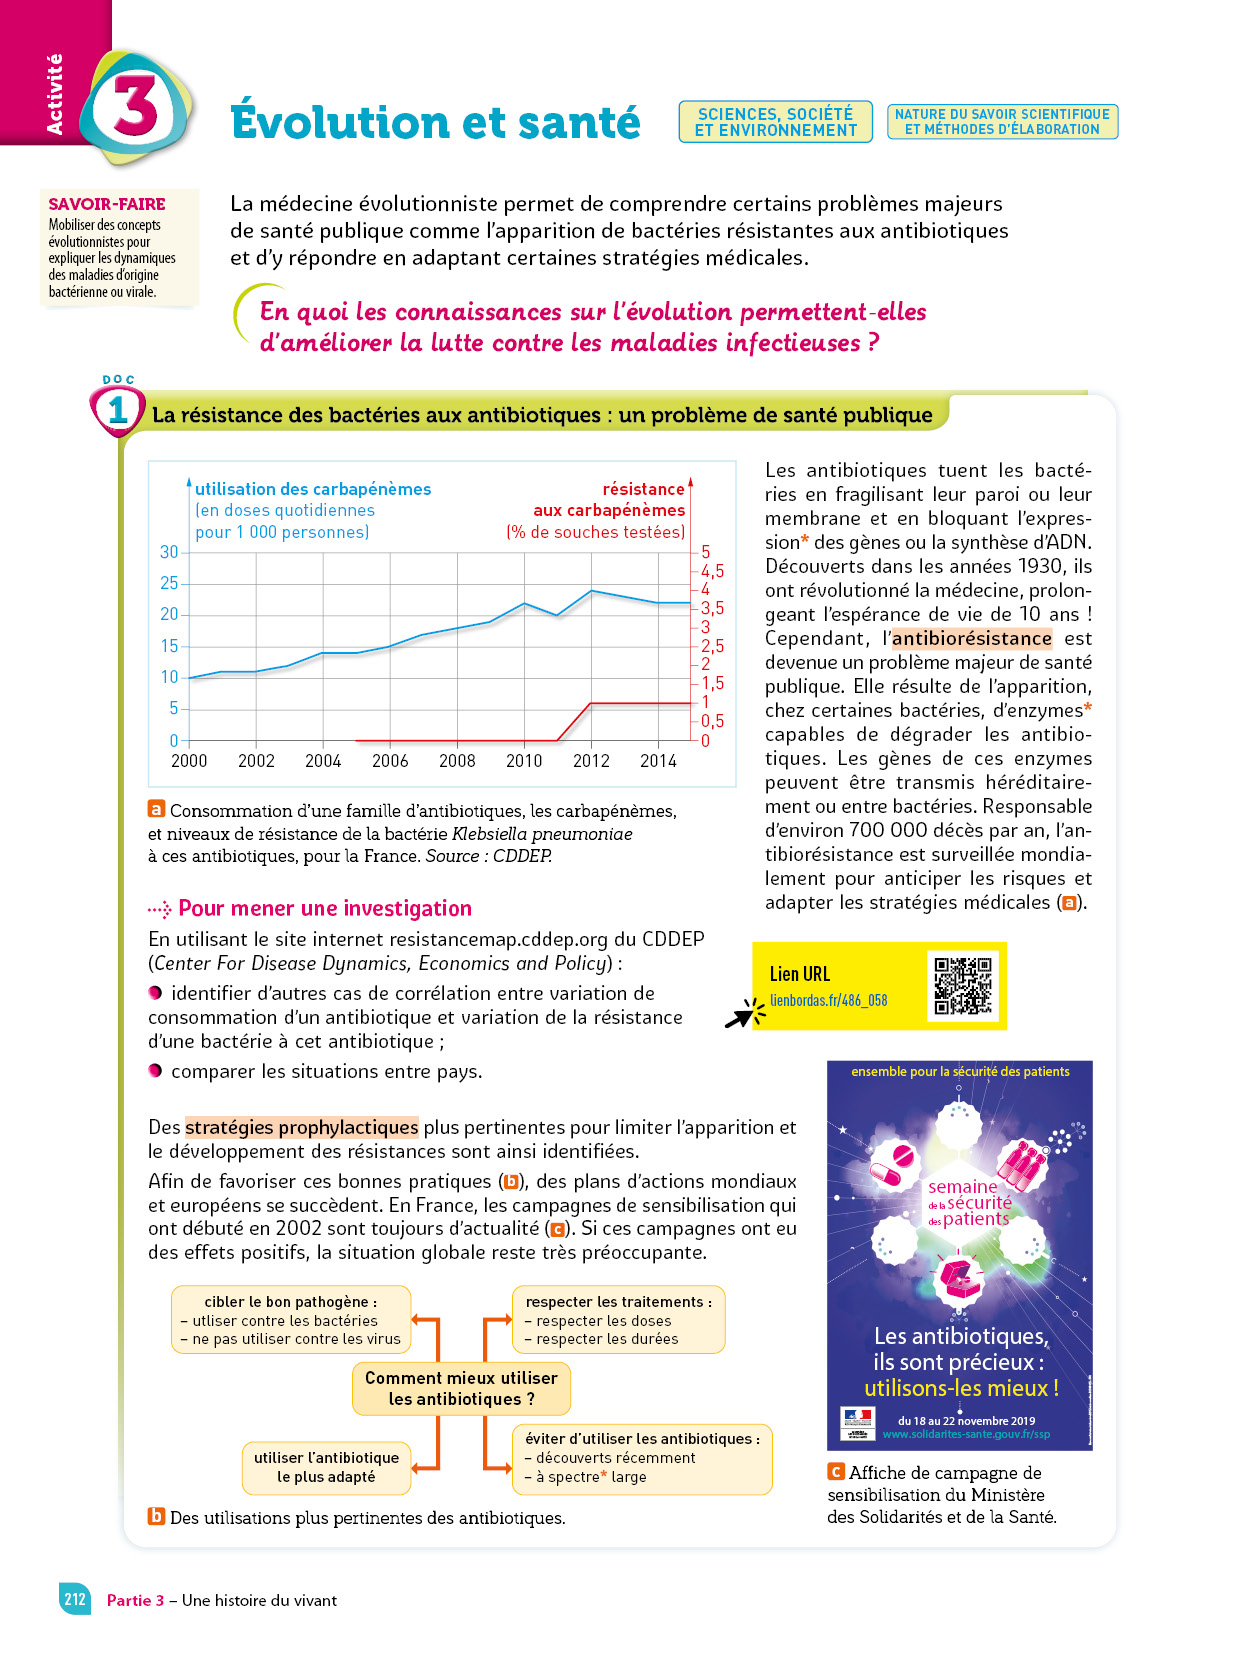 Activité
3
Évolution et santé
SCIENCES, SOCIÉTÉ
ET ENVIRONNEMENT
NATURE DU SAVOIR SCIENTIFIQUE
ET MÉTHODES D'ÉLABORATION
SAVOIR-FAIRE
Mobiliser des concepts
évolutionnistes pour
expliquer les dynamiques
des maladies d'origine
bactérienne ou virale.
La médecine évolutionniste permet de comprendre certains problèmes majeurs
de santé publique comme l'apparition de bactéries résistantes aux antibiotiques
et d'y répondre en adaptant certaines stratégies médicales.
En quoi les connaissances sur l'évolution permettent-elles
d'améliorer la lutte contre les maladies infectieuses ?
DOC
1
La résistance des bactéries aux antibiotiques : un problème de santé publique
utilisation des carbapénèmes
(en doses quotidiennes
pour 1 000 personnes)
résistance
aux carbapénèmes
(% de souches testées)
30
25
20
15
10
5
0
5
4,5
4
3,5
3
2,5
2
1,5
1
0,5
0
2000 2002 2004 2006 2008 2010 2012 2014
a Consommation d'une famille d'antibiotiques, les carbapénèmes,
et niveaux de résistance de la bactérie Klebsiella pneumoniae
à ces antibiotiques, pour la France. Source : CDDEP.
Les antibiotiques tuent les bacté-
ries en fragilisant leur paroi ou leur
membrane et en bloquant l'expres-
sion* des gènes ou la synthèse d'ADN.
Découverts dans les années 1930, ils
ont révolutionné la médecine, prolon-
geant l'espérance de vie de 10 ans !
Cependant, l'antibiorésistance est
devenue un problème majeur de santé
publique. Elle résulte de l'apparition,
chez certaines bactéries, d'enzymes*
capables de dégrader les antibio-
tiques. Les gènes de ces enzymes
peuvent être transmis héréditaire-
ment ou entre bactéries. Responsable
d'environ 700 000 décès par an, l'an-
tibiorésistance est surveillée mondia-
lement pour anticiper les risques et
adapter les stratégies médicales (a).
Pour mener une investigation
En utilisant le site internet resistancemap.cddep.org du CDDEP
(Center For Disease Dynamics, Economics and Policy) :
identifier d'autres cas de corrélation entre variation de
consommation d'un antibiotique et variation de la résistance
d'une bactérie à cet antibiotique ;
comparer les situations entre pays.
Lien URL
lienbordas.fr/486_058
Des stratégies prophylactiques plus pertinentes pour limiter l'apparition et
le développement des résistances sont ainsi identifiées.
Afin de favoriser ces bonnes pratiques (b), des plans d'actions mondiaux
et européens se succèdent. En France, les campagnes de sensibilisation qui
ont débuté en 2002 sont toujours d'actualité (c). Si ces campagnes ont eu
des effets positifs, la situation globale reste très préoccupante.
cibler le bon pathogène :
– utliser contre les bactéries
– ne pas utiliser contre les virus
respecter les traitements :
– respecter les doses
– respecter les durées
Comment mieux utiliser
les antibiotiques ?
utiliser l'antibiotique
le plus adapté
éviter d'utiliser les antibiotiques :
– découverts récemment
– à spectre* large
b Des utilisations plus pertinentes des antibiotiques.
ensemble pour la sécurité des patients
semaine
de la sécurité
des patients
Les antibiotiques,
ils sont précieux :
utilisons-les mieux !
du 18 au 22 novembre 2019
www.solidarites-sante.gouv.fr/ssp
c Affiche de campagne de
sensibilisation du Ministère
des Solidarités et de la Santé.
212
Partie 3 – Une histoire du vivant